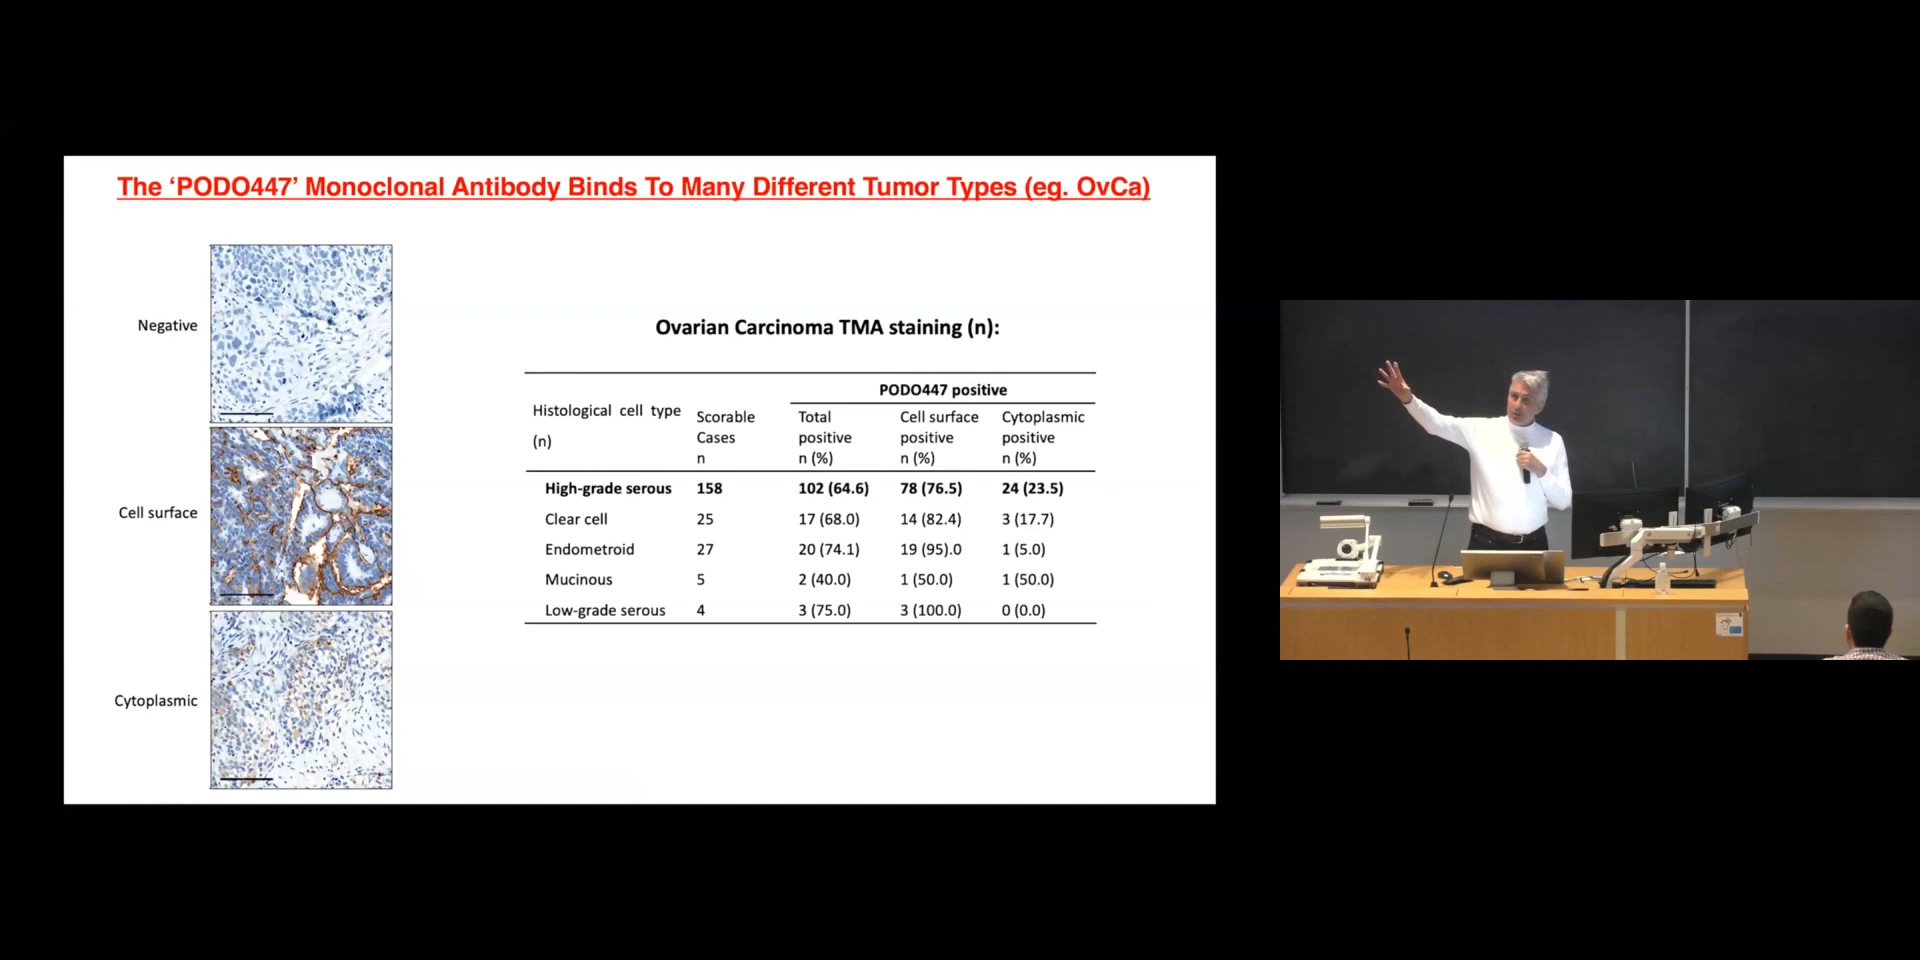 The ‘PODO447’ Monoclonal Antibody Binds To Many Different Tumor Types (eg. OvCa)
Negative
Cell surface
Cytoplasmic
Ovarian Carcinoma TMA staining (n):
PODO447 positive
Histological cell type (n)
Scorable Cases n
Total positive n (%)
Cell surface positive n (%)
Cytoplasmic positive n (%)
High-grade serous 158 102 (64.6) 78 (76.5) 24 (23.5)
Clear cell 25 17 (68.0) 14 (82.4) 3 (17.7)
Endometroid 27 20 (74.1) 19 (95).0 1 (5.0)
Mucinous 5 2 (40.0) 1 (50.0) 1 (50.0)
Low-grade serous 4 3 (75.0) 3 (100.0) 0 (0.0)